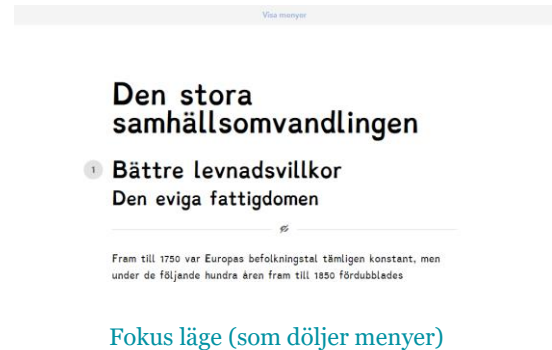 Visa menyer
Den stora
samhällsomvandlingen
1 Bättre levnadsvillkor
Den eviga fattigdomen
Fram till 1750 var Europas befolkningstal tämligen konstant, men
under de följande hundra åren fram till 1850 fördubblades
Fokus läge (som döljer menyer)